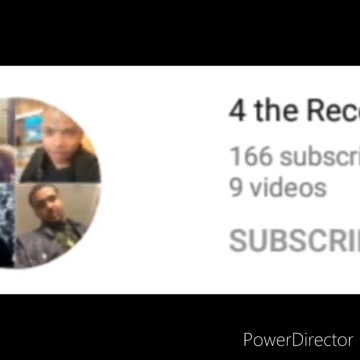 4 the Rec
166 subscri
9 videos
SUBSCRI
PowerDirector